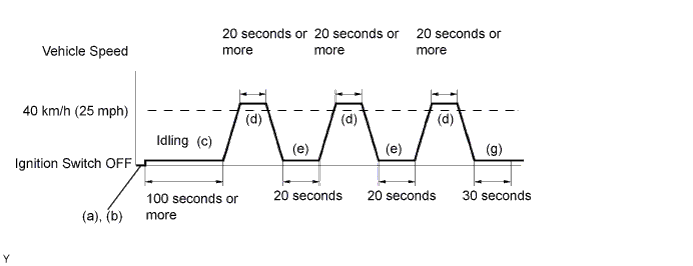 20 seconds or
more
20 seconds or
more
20 seconds or
more
Vehicle Speed
40 km/h (25 mph)
(d)
(d)
(d)
Idling (c)
(e)
(e)
(g)
Ignition Switch OFF
100 seconds or
more
20 seconds
20 seconds
30 seconds
(a), (b)
Y